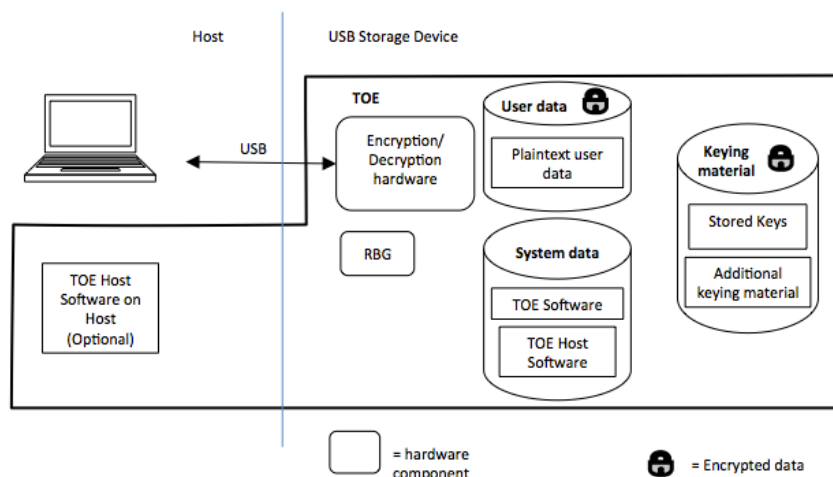 Host
USB Storage Device
TOE
User data
Encryption/
Decryption
hardware
Plaintext user
data
USB
Keying
material
Stored Keys
Additional
keying material
RBG
System data
TOE Software
TOE Host
Software
TOE Host
Software on
Host
(Optional)
= hardware
component
= Encrypted data